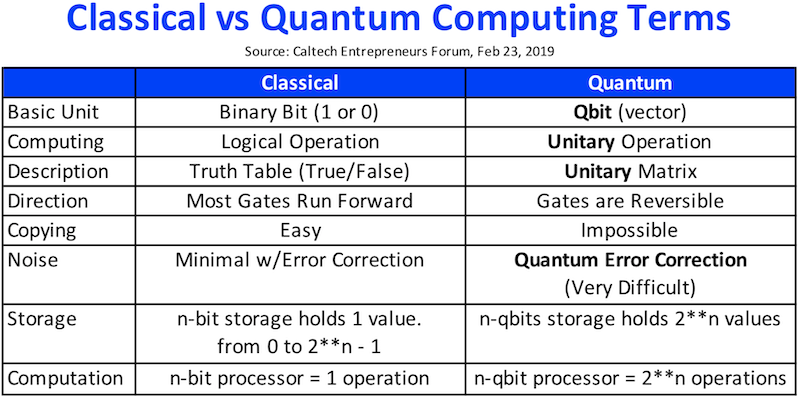 Classical vs Quantum Computing Terms
Source: Caltech Entrepreneurs Forum, Feb 23, 2019
Classical Quantum
Basic Unit Binary Bit (1 or 0) Qbit (vector)
Computing Logical Operation Unitary Operation
Description Truth Table (True/False) Unitary Matrix
Direction Most Gates Run Forward Gates are Reversible
Copying Easy Impossible
Noise Minimal w/Error Correction Quantum Error Correction
(Very Difficult)
Storage n-bit storage holds 1 value. n-qbits storage holds 2**n values
from 0 to 2**n - 1
Computation n-bit processor = 1 operation n-qbit processor = 2**n operations